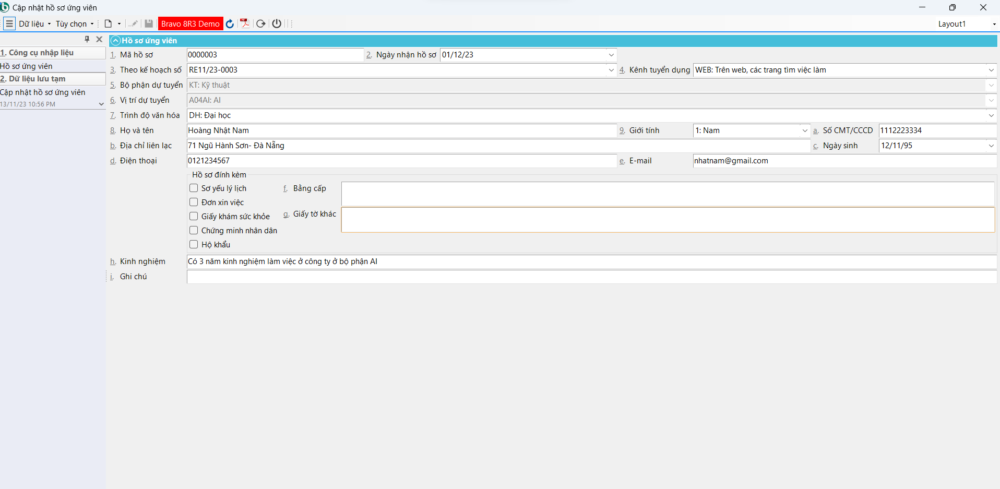 Cập nhật hồ sơ ứng viên
Dữ liệu Tùy chọn Bravo 8R3 Demo Layout1
Hồ sơ ứng viên
1. Công cụ nhập liệu
Hồ sơ ứng viên
2. Dữ liệu lưu tạm
Cập nhật hồ sơ ứng viên
13/11/23 10:56 PM
1. Mã hồ sơ 0000003 2. Ngày nhận hồ sơ 01/12/23
3. Theo kế hoạch số RE11/23-0003 4. Kênh tuyển dụng WEB: Trên web, các trang tìm việc làm
5. Bộ phận dự tuyển KT: Kỹ thuật
6. Vị trí dự tuyển A04AI: AI
7. Trình độ văn hóa DH: Đại học
8. Họ và tên Hoàng Nhật Nam 9. Giới tính 1: Nam a. Số CMT/CCCD 1112223334
b. Địa chỉ liên lạc 71 Ngũ Hành Sơn- Đà Nẵng c. Ngày sinh 12/11/95
d. Điện thoại 0121234567 e. E-mail nhatnam@gmail.com
Hồ sơ đính kèm
Sơ yếu lý lịch f. Bằng cấp
Đơn xin việc
Giấy khám sức khỏe g. Giấy tờ khác
Chứng minh nhân dân
Hộ khẩu
h. Kinh nghiệm Có 3 năm kinh nghiệm làm việc ở công ty ở bộ phận AI
i. Ghi chú